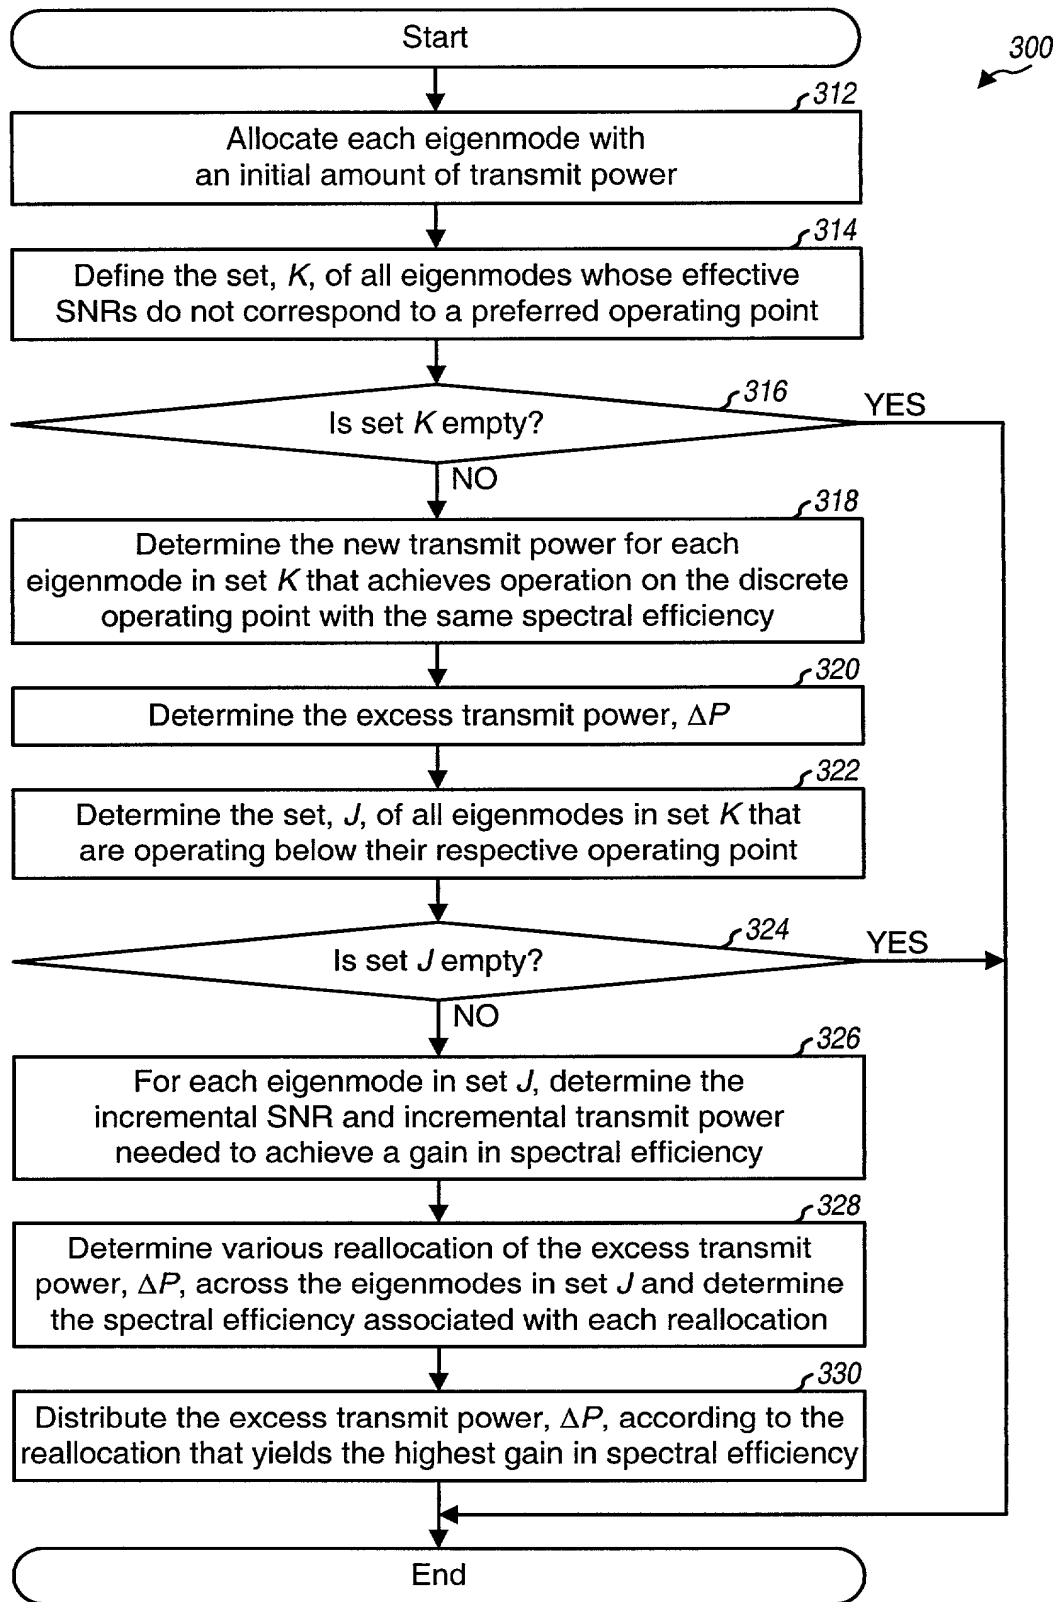 Start
300
312
Allocate each eigenmode with
an initial amount of transmit power
314
Define the set, K, of all eigenmodes whose effective
SNRs do not correspond to a preferred operating point
316
Is set K empty?
YES
NO
318
Determine the new transmit power for each
eigenmode in set K that achieves operation on the discrete
operating point with the same spectral efficiency
320
Determine the excess transmit power, ΔP
322
Determine the set, J, of all eigenmodes in set K that
are operating below their respective operating point
324
Is set J empty?
YES
NO
326
For each eigenmode in set J, determine the
incremental SNR and incremental transmit power
needed to achieve a gain in spectral efficiency
328
Determine various reallocation of the excess transmit
power, ΔP, across the eigenmodes in set J and determine
the spectral efficiency associated with each reallocation
330
Distribute the excess transmit power, ΔP, according to the
reallocation that yields the highest gain in spectral efficiency
End